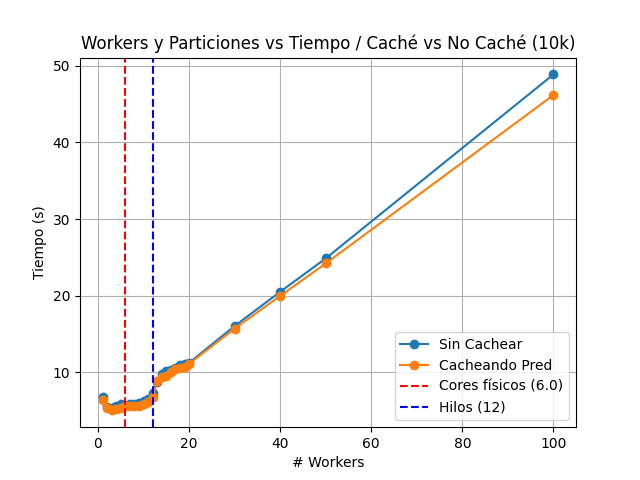 Workers y Particiones vs Tiempo / Caché vs No Caché (10k)
50
40
30
20
10
Tiempo (s)
Sin Cachear
Cacheando Pred
Cores físicos (6.0)
Hilos (12)
0
20
40
60
80
100
# Workers